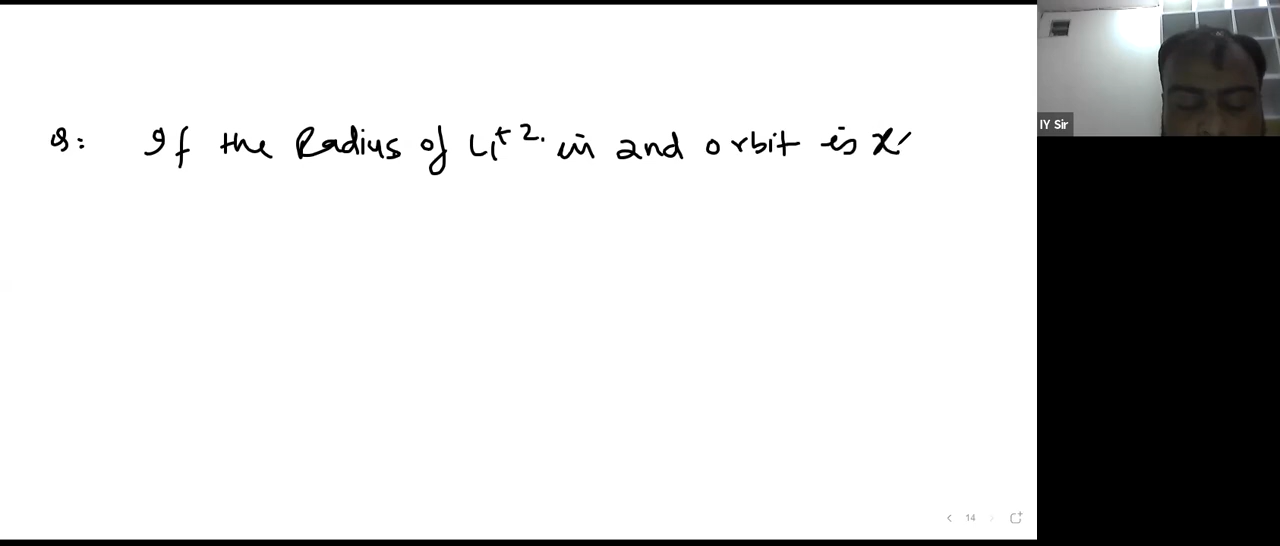 Q: If the Radius of Li+2. in 2nd orbit is x'
IY Sir
14